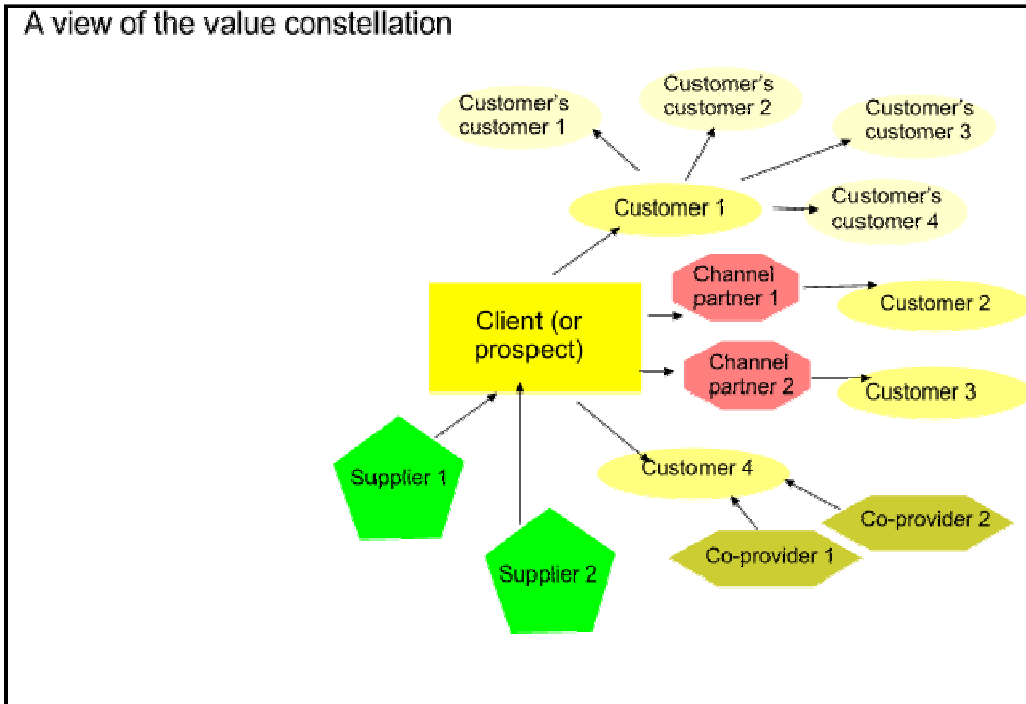 A view of the value constellation
Customer's
customer 1
Customer's
customer 2
Customer's
customer 3
Customer's
customer 4
Customer 1
Channel
partner 1
Customer 2
Client (or
prospect)
Channel
partner 2
Customer 3
Supplier 1
Customer 4
Co-provider 2
Co-provider 1
Supplier 2